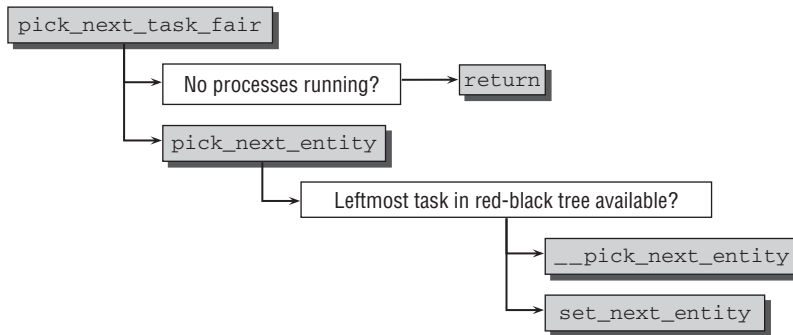 pick_next_task_fair
No processes running?
return
pick_next_entity
Leftmost task in red-black tree available?
__pick_next_entity
set_next_entity